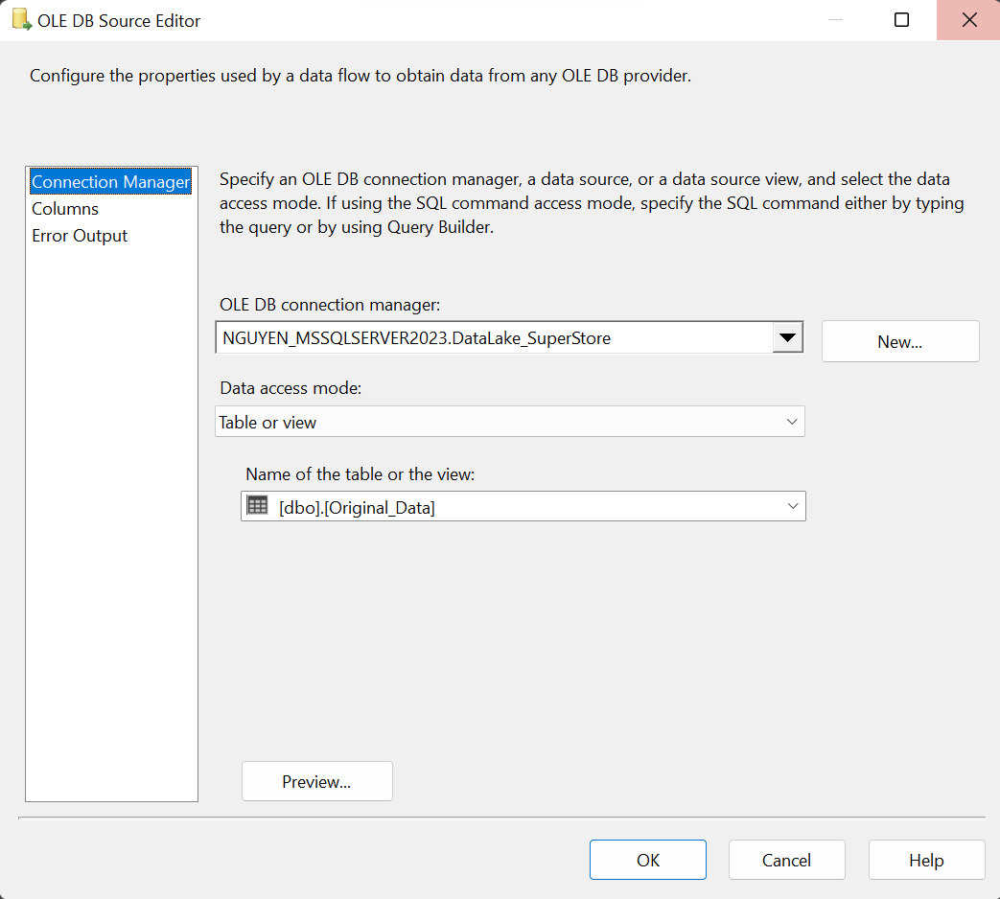 OLE DB Source Editor
Configure the properties used by a data flow to obtain data from any OLE DB provider.
Connection Manager
Columns
Error Output
Specify an OLE DB connection manager, a data source, or a data source view, and select the data
access mode. If using the SQL command access mode, specify the SQL command either by typing
the query or by using Query Builder.
OLE DB connection manager:
NGUYEN_MSSQLSERVER2023.DataLake_SuperStore
New...
Data access mode:
Table or view
Name of the table or the view:
[dbo].[Original_Data]
Preview...
OK
Cancel
Help